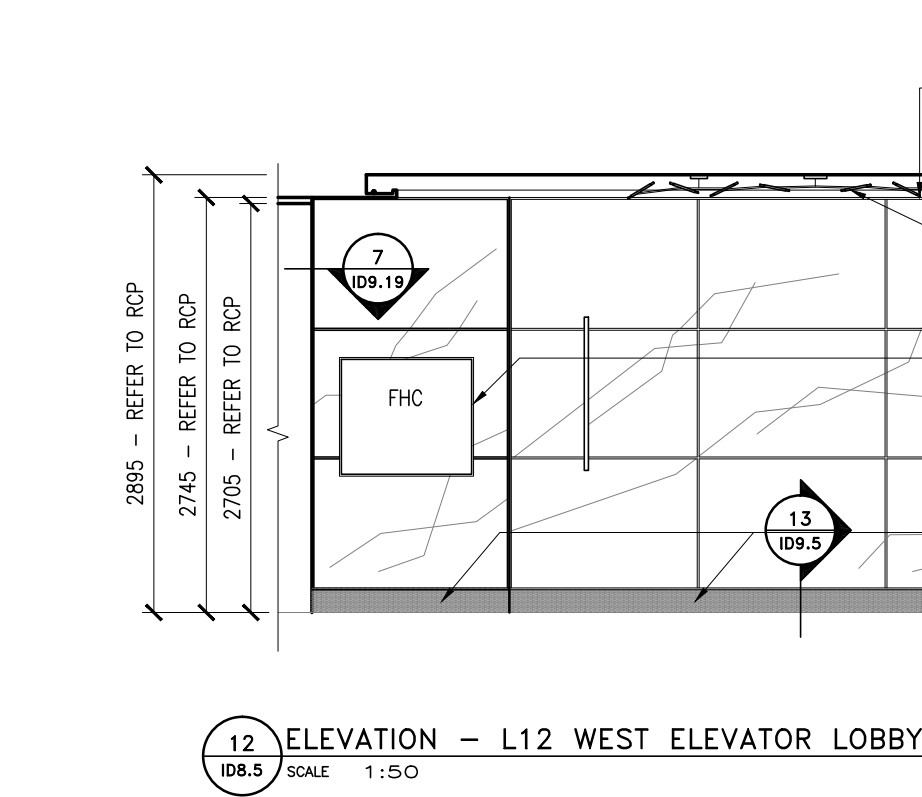 7
ID9.19
2895 – REFER TO RCP
2745 – REFER TO RCP
2705 – REFER TO RCP
FHC
13
ID9.5
12
ID8.5
ELEVATION – L12 WEST ELEVATOR LOBBY
SCALE 1:50